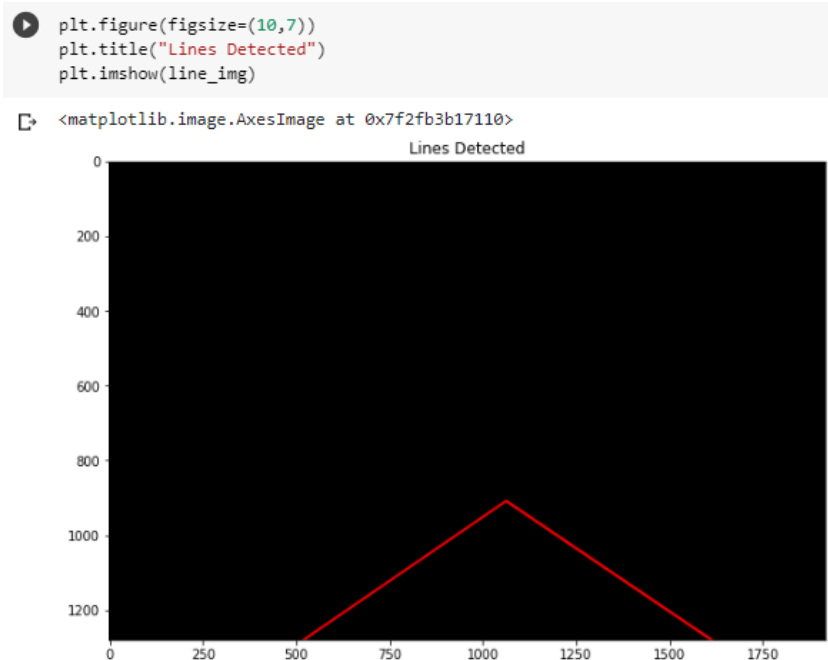 plt.figure(figsize=(10,7))
plt.title("Lines Detected")
plt.imshow(line_img)
<matplotlib.image.AxesImage at 0x7f2fb3b17110>
Lines Detected
0
200
400
600
800
1000
1200
0 250 500 750 1000 1250 1500 1750